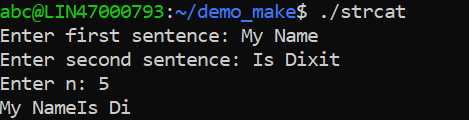 abc@LIN47000793:~/demo_make$ ./strcat
Enter first sentence: My Name
Enter second sentence: Is Dixit
Enter n: 5
My NameIs Di